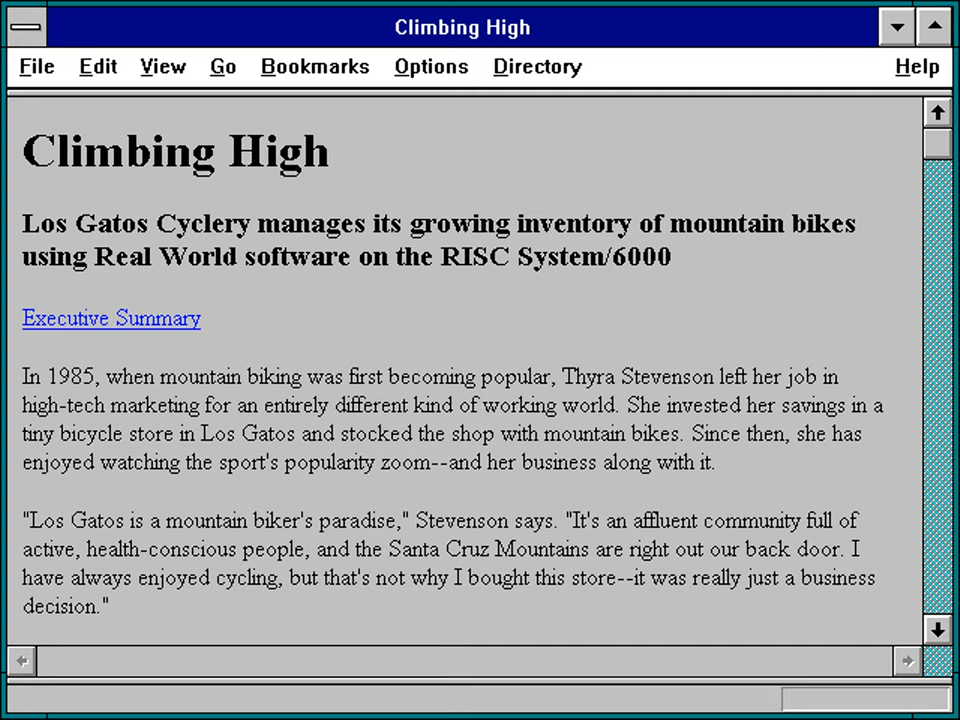 Climbing High
File Edit View Go Bookmarks Options Directory Help
Climbing High
Los Gatos Cyclery manages its growing inventory of mountain bikes
using Real World software on the RISC System/6000
Executive Summary
In 1985, when mountain biking was first becoming popular, Thyra Stevenson left her job in
high-tech marketing for an entirely different kind of working world. She invested her savings in a
tiny bicycle store in Los Gatos and stocked the shop with mountain bikes. Since then, she has
enjoyed watching the sport's popularity zoom--and her business along with it.
"Los Gatos is a mountain biker's paradise," Stevenson says. "It's an affluent community full of
active, health-conscious people, and the Santa Cruz Mountains are right out our back door. I
have always enjoyed cycling, but that's not why I bought this store--it was really just a business
decision."